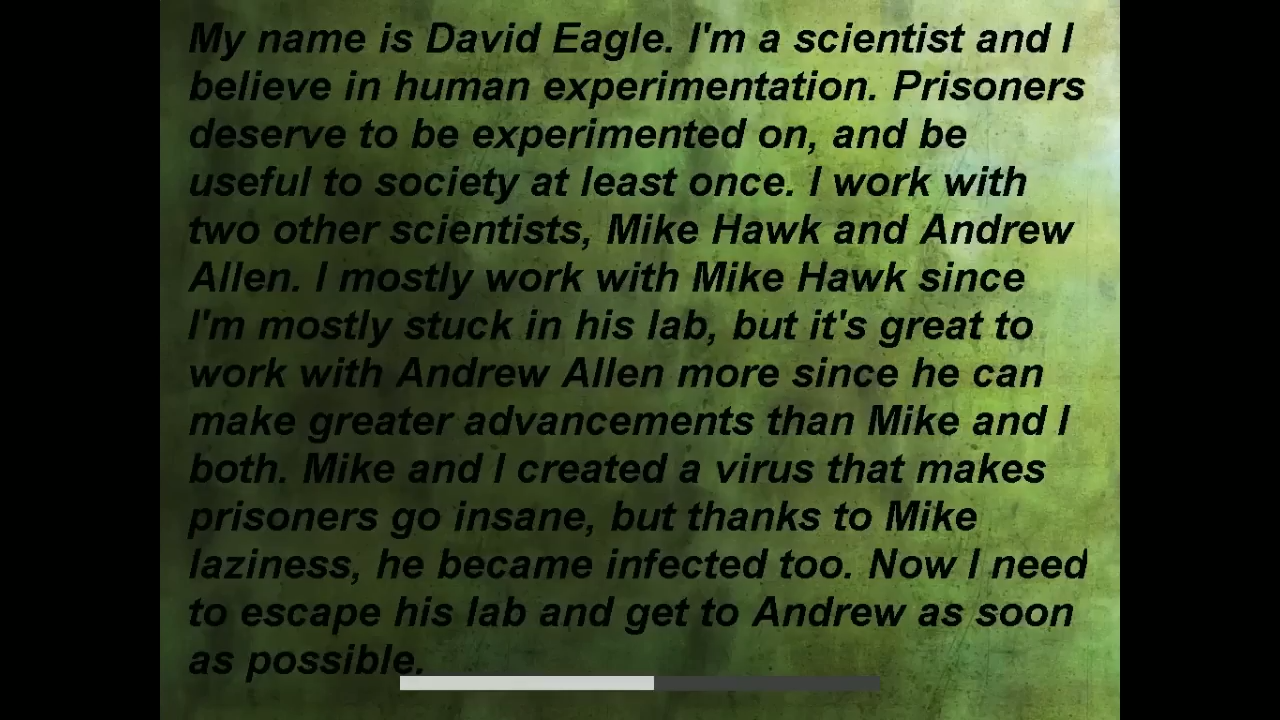 My name is David Eagle. I'm a scientist and I
believe in human experimentation. Prisoners
deserve to be experimented on, and be
useful to society at least once. I work with
two other scientists, Mike Hawk and Andrew
Allen. I mostly work with Mike Hawk since
I'm mostly stuck in his lab, but it's great to
work with Andrew Allen more since he can
make greater advancements than Mike and I
both. Mike and I created a virus that makes
prisoners go insane, but thanks to Mike
laziness, he became infected too. Now I need
to escape his lab and get to Andrew as soon
as possible.